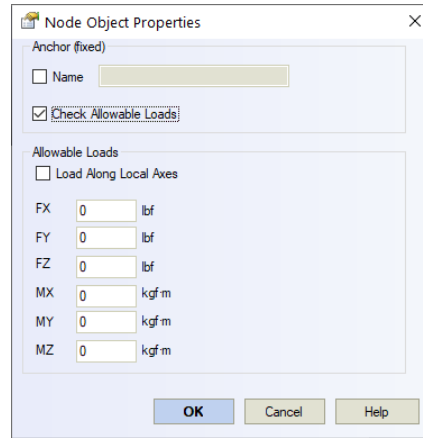 Node Object Properties
Anchor (fixed)
Name
Check Allowable Loads
Allowable Loads
Load Along Local Axes
FX 0 lbf
FY 0 lbf
FZ 0 lbf
MX 0 kgf·m
MY 0 kgf·m
MZ 0 kgf·m
OK Cancel Help